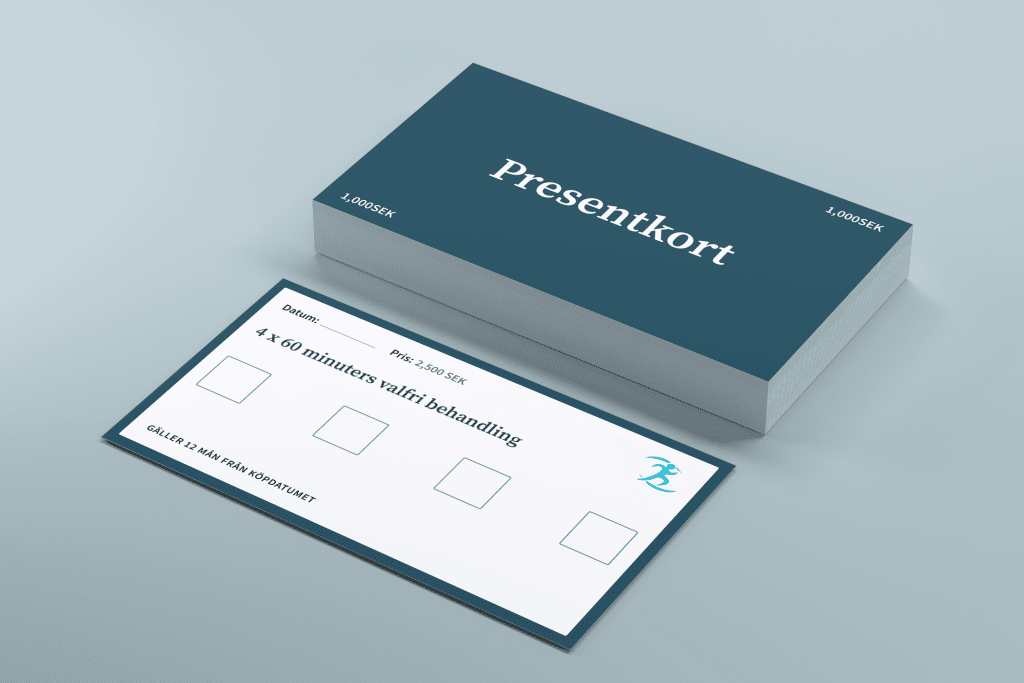 Presentkort
1,000SEK
1,000SEK
Datum: ____________
Pris: 2,500 SEK
4 x 60 minuters valfri behandling
GÄLLER 12 MÅN FRÅN KÖPDATUMET